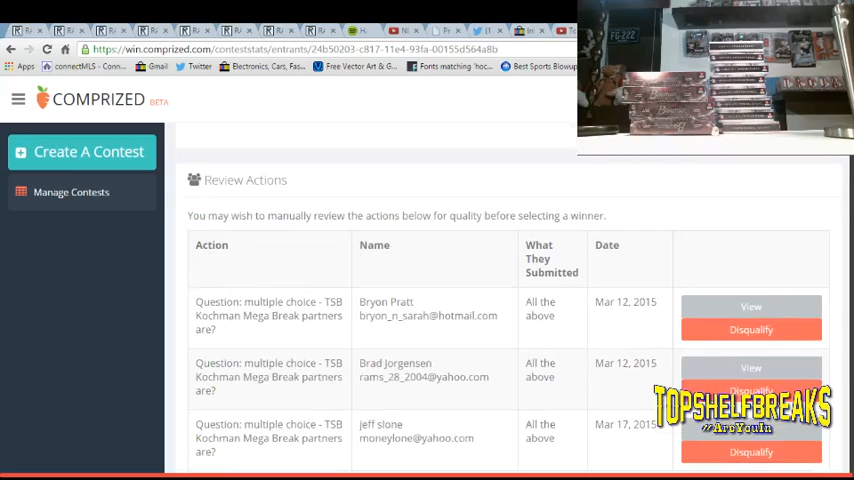 https://win.comprized.com/conteststats/entrants/24b50203-c817-11e4-93fa-00155d564a8b
Apps
connectMLS - Conn...
Gmail
Twitter
Electronics, Cars, Fas...
Free Vector Art & Gr...
Fonts matching 'hoc...
Best Sports Blowup
FG-222
COMPRIZED BETA
Create A Contest
Manage Contests
Review Actions
You may wish to manually review the actions below for quality before selecting a winner.
Action
Name
What
They
Submitted
Date
Question: multiple choice - TSB
Kochman Mega Break partners
are?
Bryon Pratt
bryon_n_sarah@hotmail.com
All the
above
Mar 12, 2015
View
Disqualify
Question: multiple choice - TSB
Kochman Mega Break partners
are?
Brad Jorgensen
rams_28_2004@yahoo.com
All the
above
Mar 12, 2015
View
Disqualify
Question: multiple choice - TSB
Kochman Mega Break partners
are?
jeff slone
moneylone@yahoo.com
All the
above
Mar 17, 2015
Disqualify
TOPSHELFBREAKS
#AreYouIn